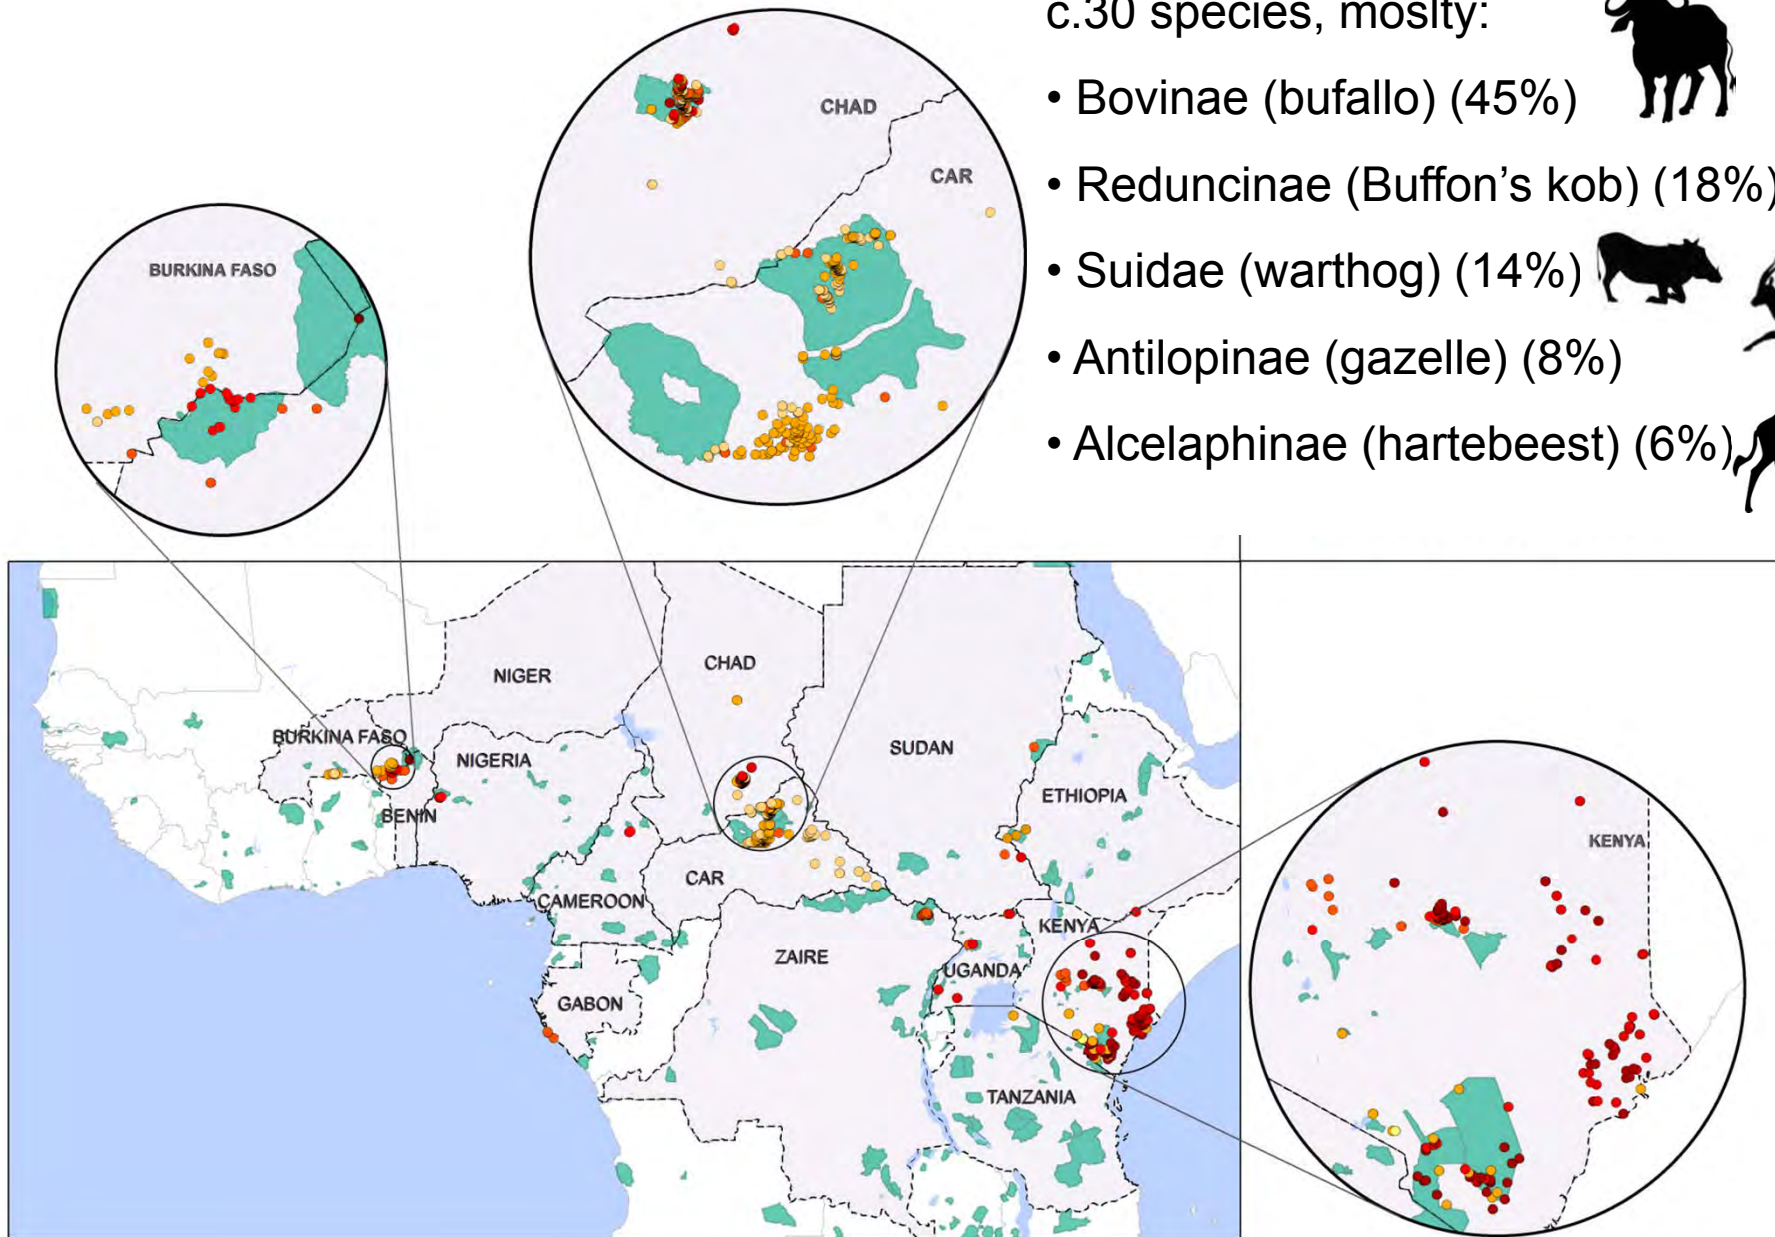 c.30 species, moslty:
• Bovinae (bufallo) (45%)
• Reduncinae (Buffon's kob) (18%)
• Suidae (warthog) (14%)
• Antilopinae (gazelle) (8%)
• Alcelaphinae (hartebeest) (6%)
CHAD
CAR
BURKINA FASO
NIGER
CHAD
BURKINA FASO
NIGERIA
SUDAN
BENIN
ETHIOPIA
CAR
CAMEROON
KENYA
ZAIRE
UGANDA
GABON
TANZANIA
KENYA